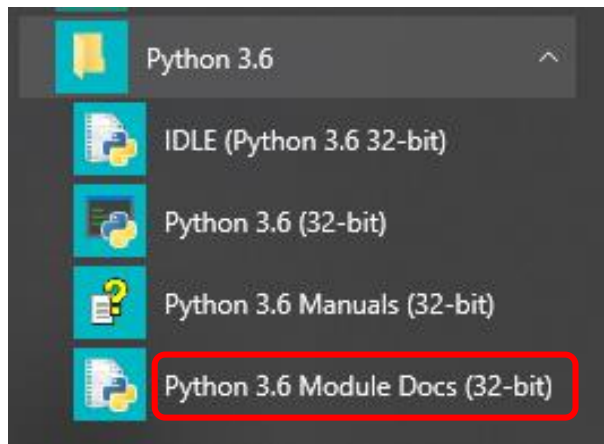 Python 3.6
IDLE (Python 3.6 32-bit)
Python 3.6 (32-bit)
Python 3.6 Manuals (32-bit)
Python 3.6 Module Docs (32-bit)